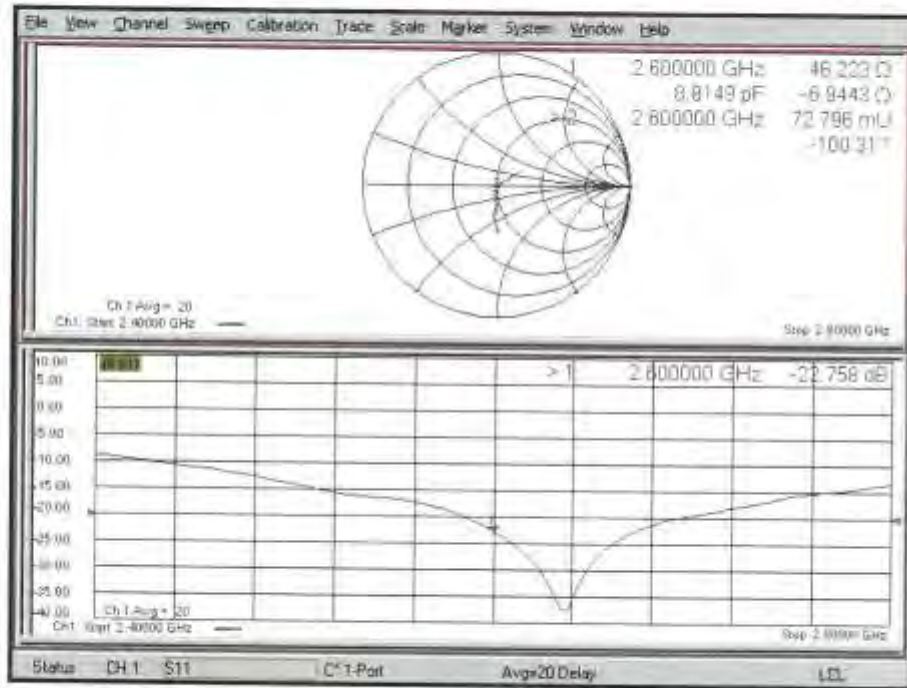 File View Channel Sweep Calibration Trace Scale Marker System Window Help
2.600000 GHz 46.223 Ω
8.8149 pF -6.9443 Ω
2.600000 GHz 72.796 mU
-100.31 °
Ch 1 Avg = 20
Ch1: Start 2.40000 GHz
Stop 2.80000 GHz
10.00
5.00
0.00
-5.00
-10.00
-15.00
-20.00
-25.00
-30.00
-35.00
-40.00
> 1 2.600000 GHz -22.758 dB
Ch 1 Avg = 20
Ch1: Start 2.40000 GHz
Stop 2.80000 GHz
Status CH 1: S11 C* 1-Port Avg=20 Delay LCL